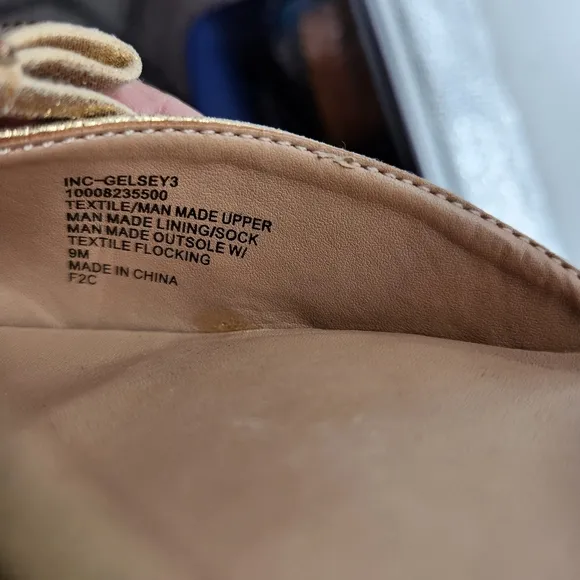 INC-GELSEY3
10008235500
TEXTILE/MAN MADE UPPER
MAN MADE LINING/SOCK
MAN MADE OUTSOLE W/
TEXTILE FLOCKING
9M
MADE IN CHINA
F2C